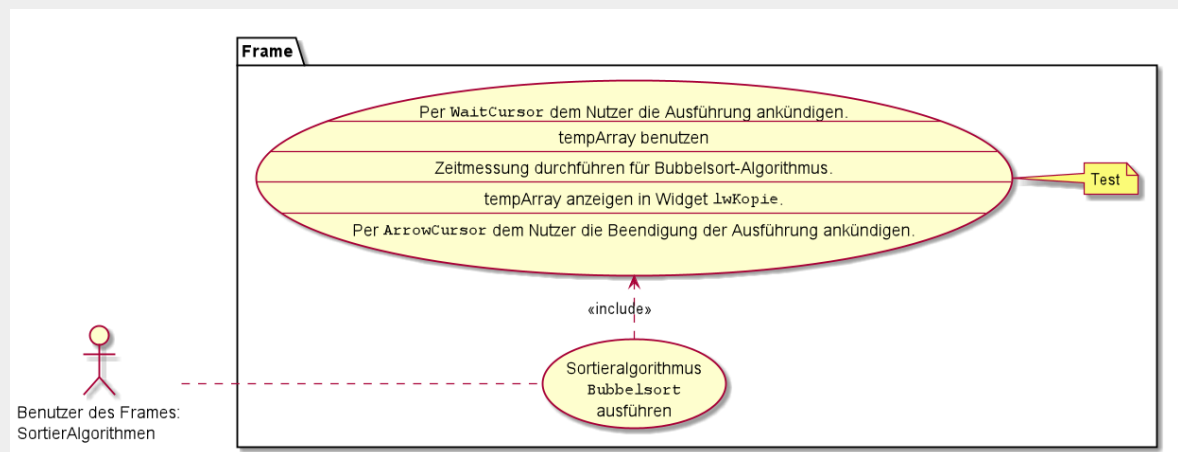 Frame
Per WaitCursor dem Nutzer die Ausführung ankündigen.
tempArray benutzen
Zeitmessung durchführen für Bubbelsort-Algorithmus.
tempArray anzeigen in Widget lwKopie.
Per ArrowCursor dem Nutzer die Beendigung der Ausführung ankündigen.
Test
«include»
Sortieralgorithmus
Bubbelsort
ausführen
Benutzer des Frames:
SortierAlgorithmen